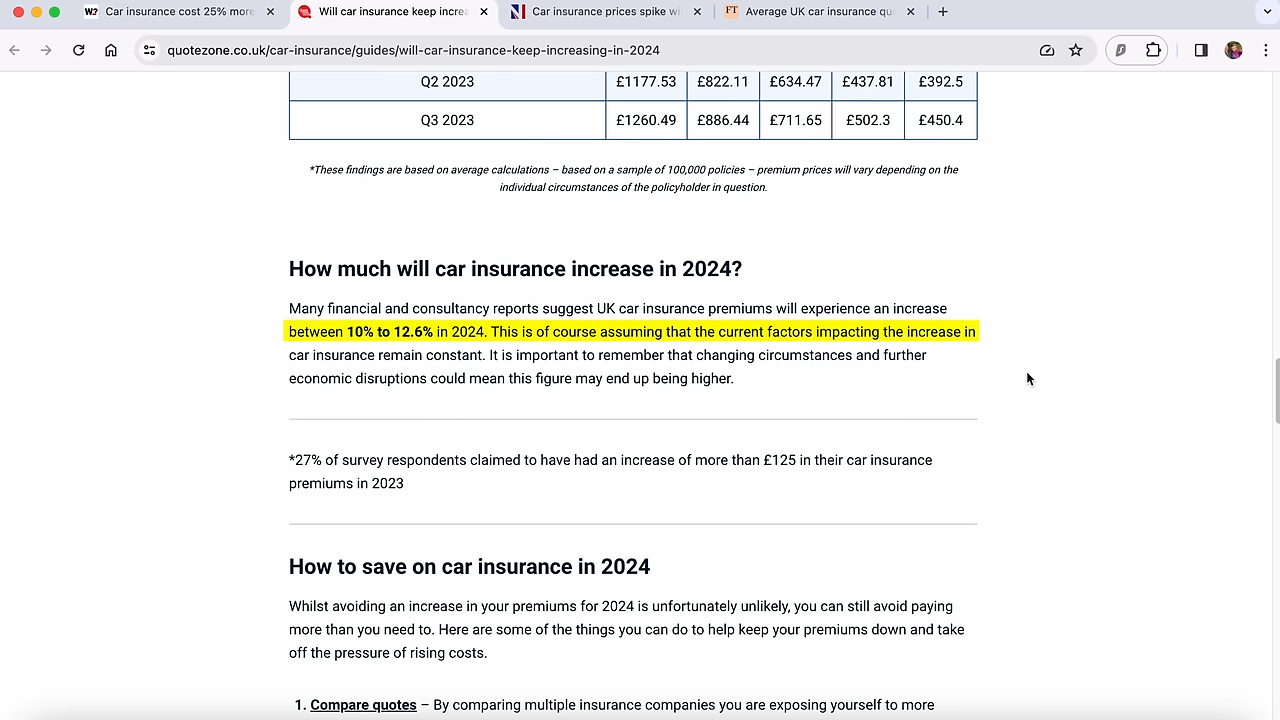 W2 Car insurance cost 25% more
Will car insurance keep incre
Car insurance prices spike wi
FT Average UK car insurance qu
quotezone.co.uk/car-insurance/guides/will-car-insurance-keep-increasing-in-2024
Q2 2023 £1177.53 £822.11 £634.47 £437.81 £392.5
Q3 2023 £1260.49 £886.44 £711.65 £502.3 £450.4
*These findings are based on average calculations – based on a sample of 100,000 policies – premium prices will vary depending on the
individual circumstances of the policyholder in question.
How much will car insurance increase in 2024?
Many financial and consultancy reports suggest UK car insurance premiums will experience an increase
between 10% to 12.6% in 2024. This is of course assuming that the current factors impacting the increase in
car insurance remain constant. It is important to remember that changing circumstances and further
economic disruptions could mean this figure may end up being higher.
*27% of survey respondents claimed to have had an increase of more than £125 in their car insurance
premiums in 2023
How to save on car insurance in 2024
Whilst avoiding an increase in your premiums for 2024 is unfortunately unlikely, you can still avoid paying
more than you need to. Here are some of the things you can do to help keep your premiums down and take
off the pressure of rising costs.
1. Compare quotes – By comparing multiple insurance companies you are exposing yourself to more